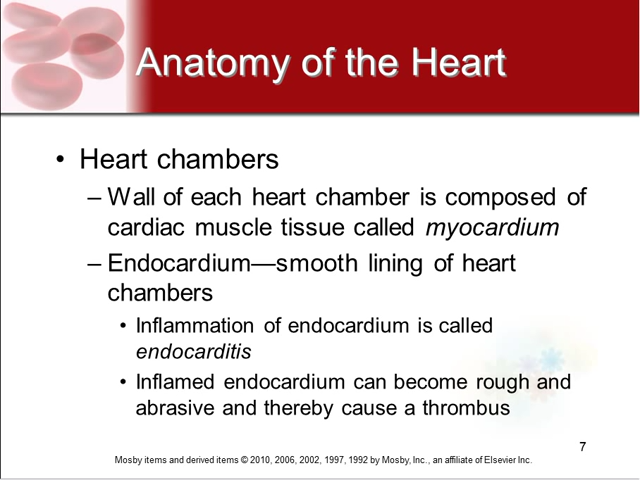 Anatomy of the Heart
• Heart chambers
– Wall of each heart chamber is composed of
cardiac muscle tissue called myocardium
– Endocardium—smooth lining of heart
chambers
• Inflammation of endocardium is called
endocarditis
• Inflamed endocardium can become rough and
abrasive and thereby cause a thrombus
7
Mosby items and derived items © 2010, 2006, 2002, 1997, 1992 by Mosby, Inc., an affiliate of Elsevier Inc.